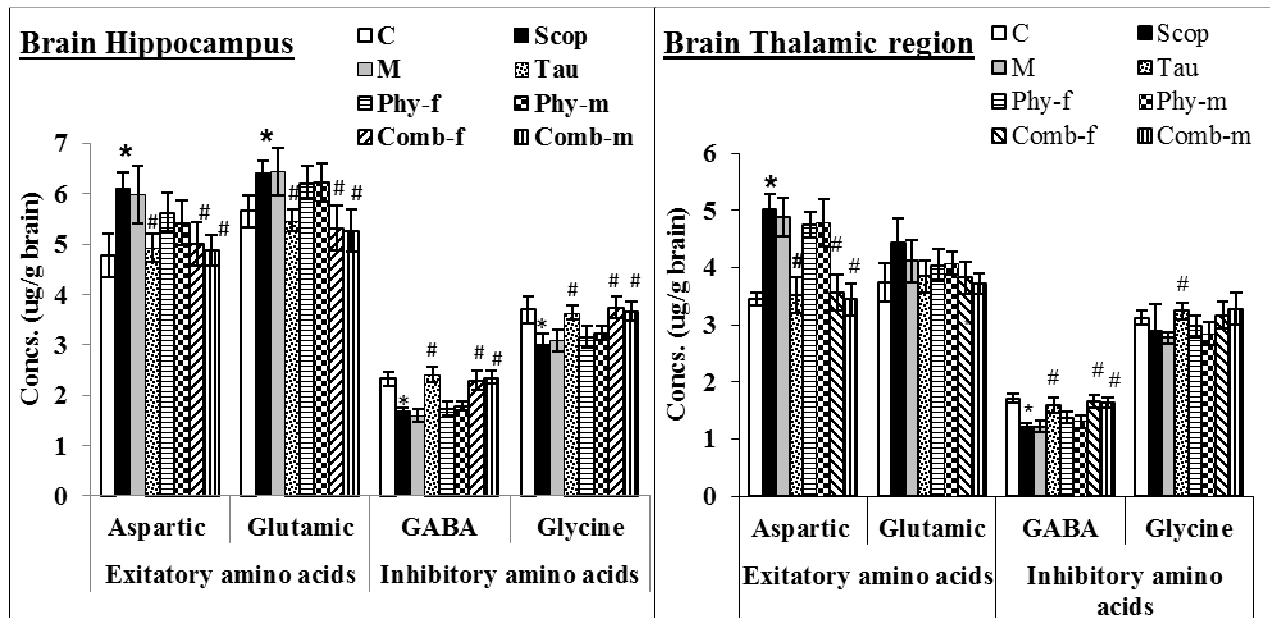 Brain Hippocampus
C
Scop
M
Tau
Phy-f
Phy-m
Comb-f
Comb-m
Concs. (ug/g brain)
7
6
5
4
3
2
1
0
*
#
#
#
*
#
#
#
*
#
#
#
*
#
#
#
Aspartic
Glutamic
GABA
Glycine
Exitatory amino acids
Inhibitory amino acids
Brain Thalamic region
C
Scop
M
Tau
Phy-f
Phy-m
Comb-f
Comb-m
Concs. (ug/g brain)
6
5
4
3
2
1
0
*
#
#
#
*
#
#
#
#
Aspartic
Glutamic
GABA
Glycine
Exitatory amino acids
Inhibitory amino
acids